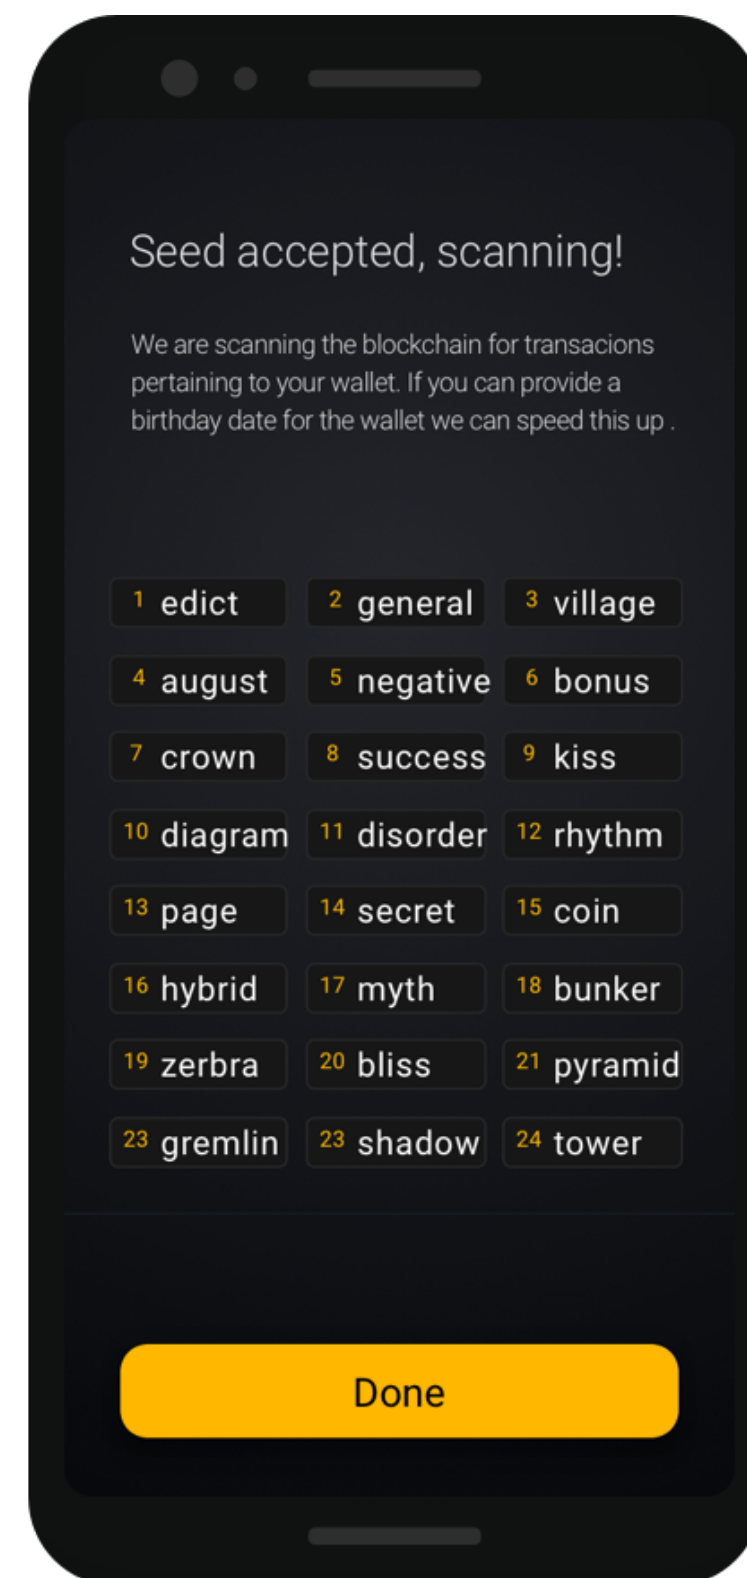 Seed accepted, scanning!
We are scanning the blockchain for transacions
pertaining to your wallet. If you can provide a
birthday date for the wallet we can speed this up .
1 edict 2 general 3 village
4 august 5 negative 6 bonus
7 crown 8 success 9 kiss
10 diagram 11 disorder 12 rhythm
13 page 14 secret 15 coin
16 hybrid 17 myth 18 bunker
19 zerbra 20 bliss 21 pyramid
23 gremlin 23 shadow 24 tower
Done